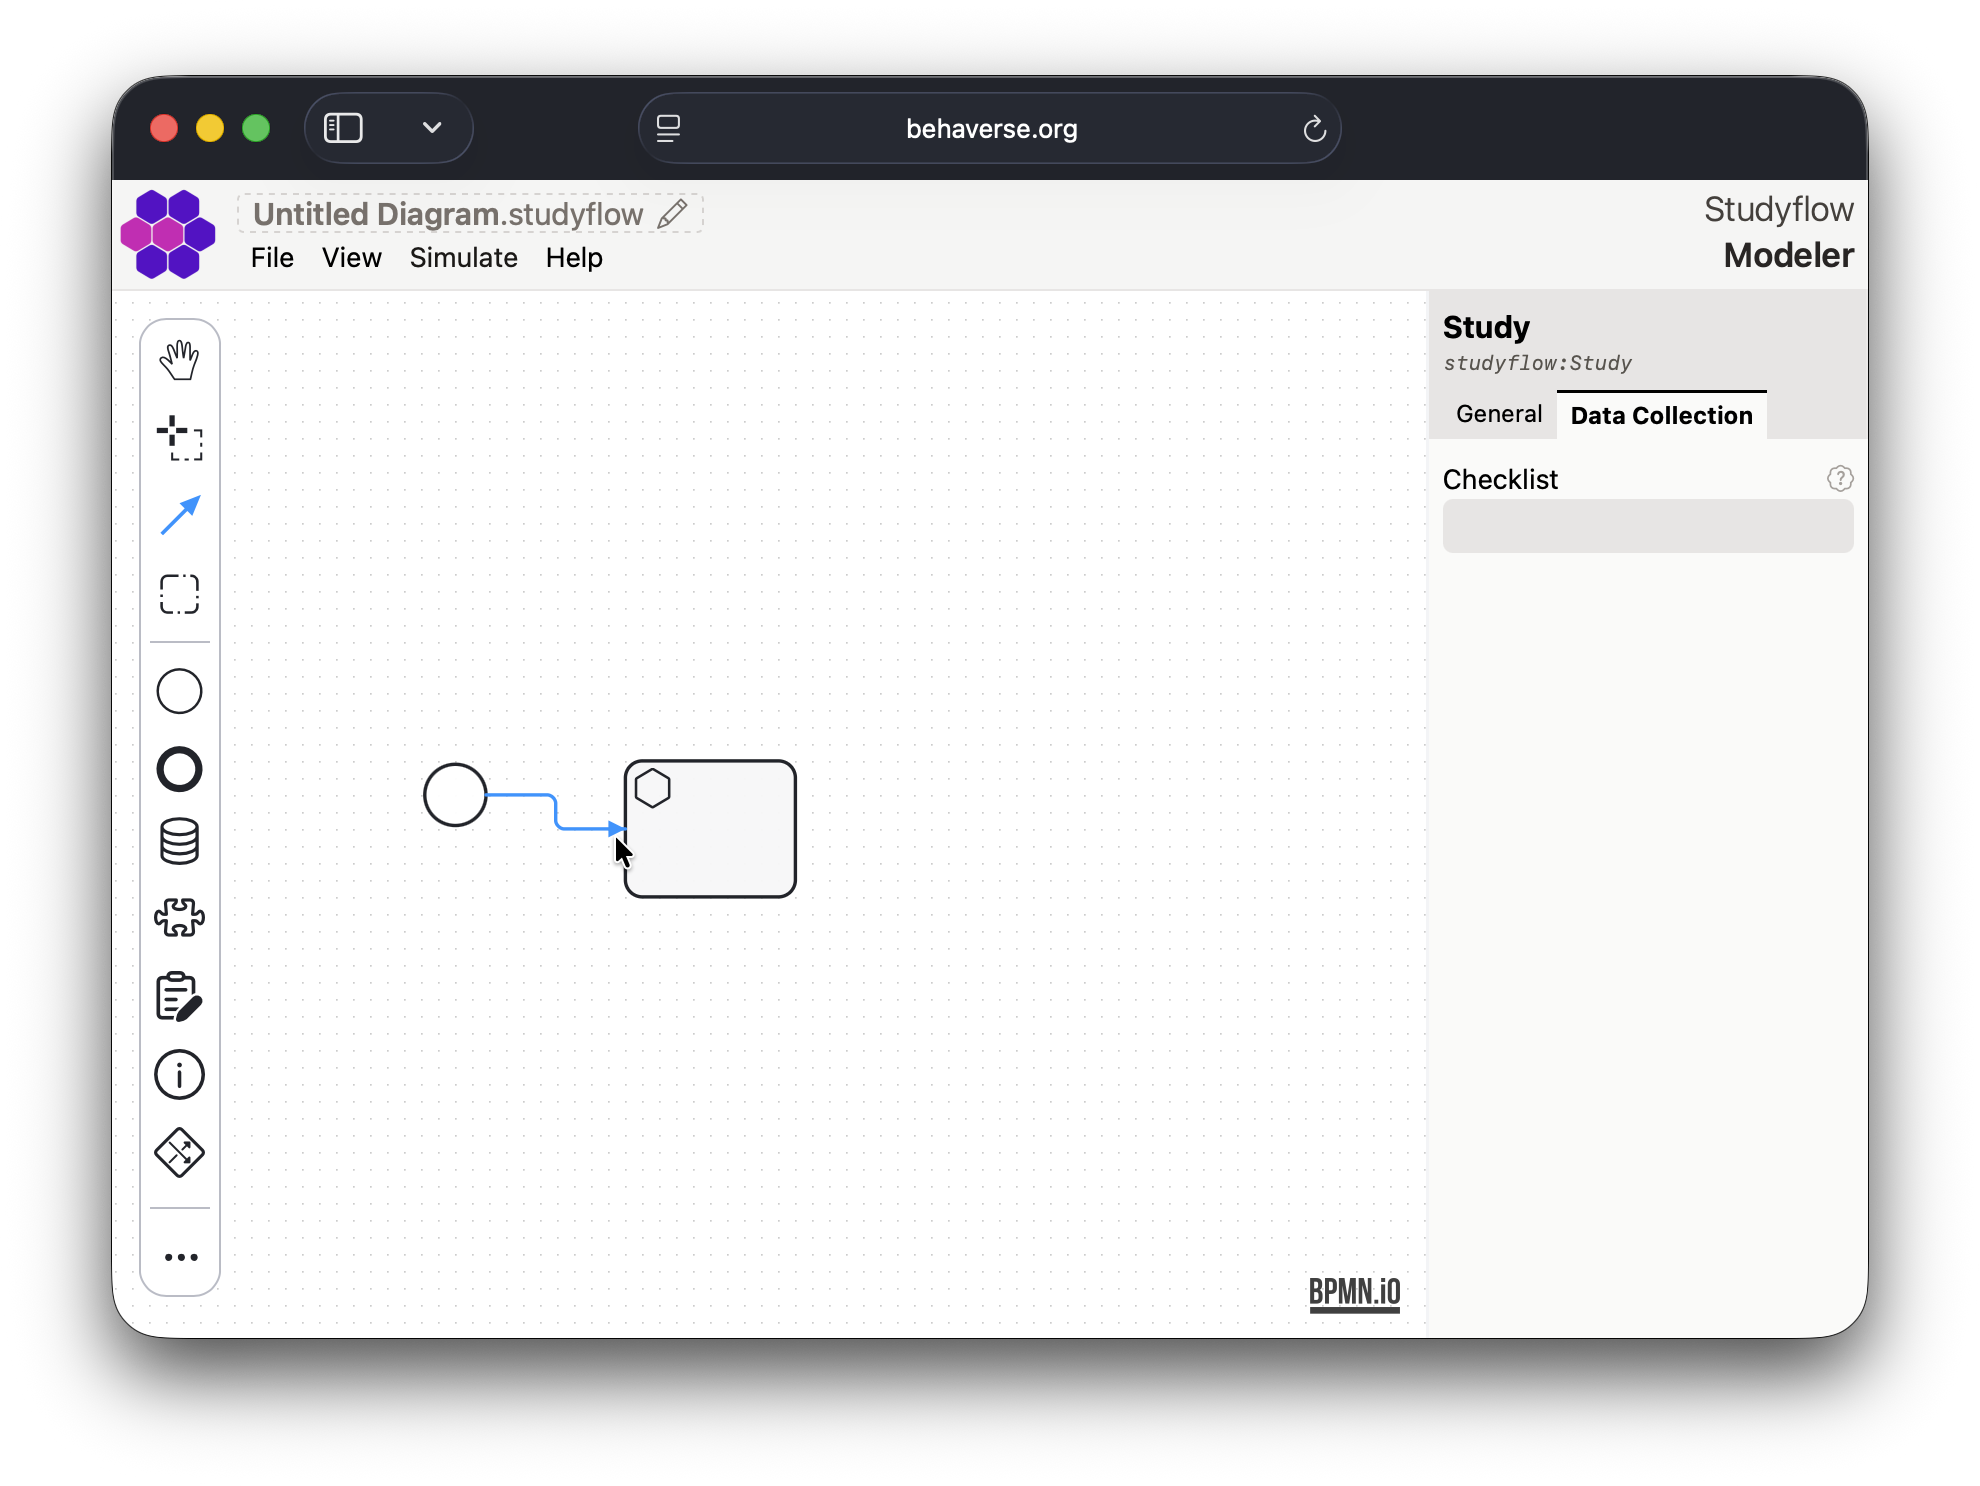 behaverse.org
Untitled Diagram.studyflow
File View Simulate Help
Studyflow
Modeler
Study
studyflow:Study
General Data Collection
Checklist
?
BPMN.iO